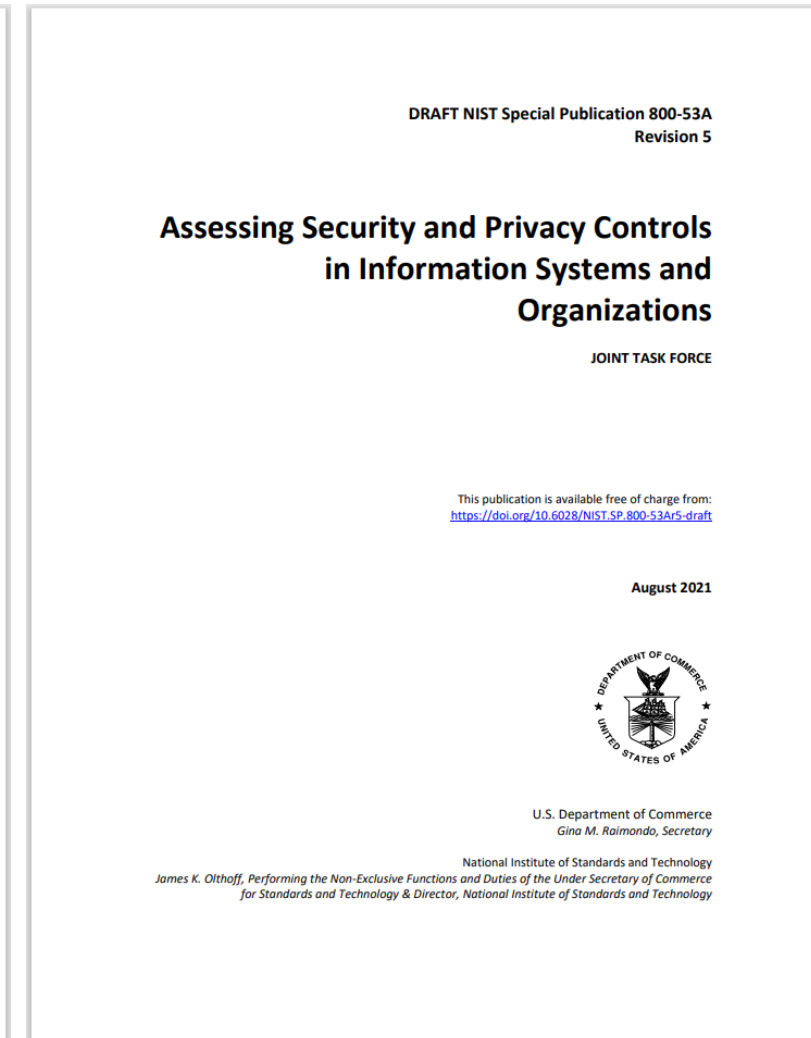 DRAFT NIST Special Publication 800-53A
Revision 5
Assessing Security and Privacy Controls
in Information Systems and
Organizations
JOINT TASK FORCE
This publication is available free of charge from:
https://doi.org/10.6028/NIST.SP.800-53Ar5-draft
August 2021
DEPARTMENT OF COMMERCE
UNITED STATES OF AMERICA
U.S. Department of Commerce
Gina M. Raimondo, Secretary
National Institute of Standards and Technology
James K. Olthoff, Performing the Non-Exclusive Functions and Duties of the Under Secretary of Commerce
for Standards and Technology & Director, National Institute of Standards and Technology